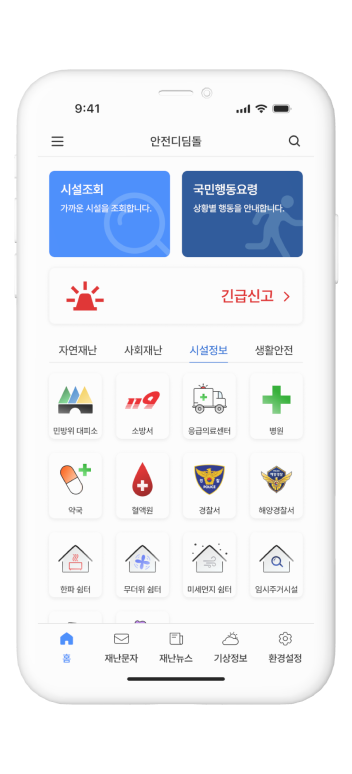 9:41
안전디딤돌
시설조회
가까운 시설을 조회합니다.
국민행동요령
상황별 행동을 안내합니다.
긴급신고
자연재난 사회재난 시설정보 생활안전
민방위 대피소 소방서 응급의료센터 병원
119
약국 혈액원 경찰서 해양경찰서
POLICE
한파 쉼터 무더위 쉼터 미세먼지 쉼터 임시주거시설
홈 재난문자 재난뉴스 기상정보 환경설정